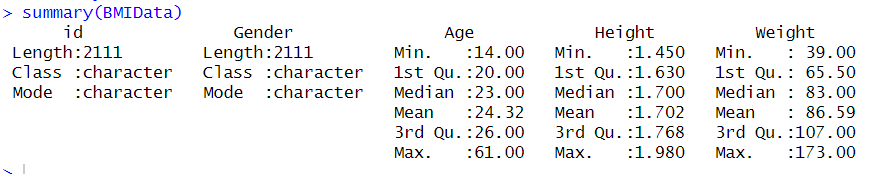 > summary(BMIData)
      id               Gender               Age            Height          Weight
 Length:2111        Length:2111        Min.   :14.00   Min.   :1.450   Min.   : 39.00
 Class :character   Class :character   1st Qu.:20.00   1st Qu.:1.630   1st Qu.: 65.50
 Mode  :character   Mode  :character   Median :23.00   Median :1.700   Median : 83.00
                                       Mean   :24.32   Mean   :1.702   Mean   : 86.59
                                       3rd Qu.:26.00   3rd Qu.:1.768   3rd Qu.:107.00
                                       Max.   :61.00   Max.   :1.980   Max.   :173.00
>